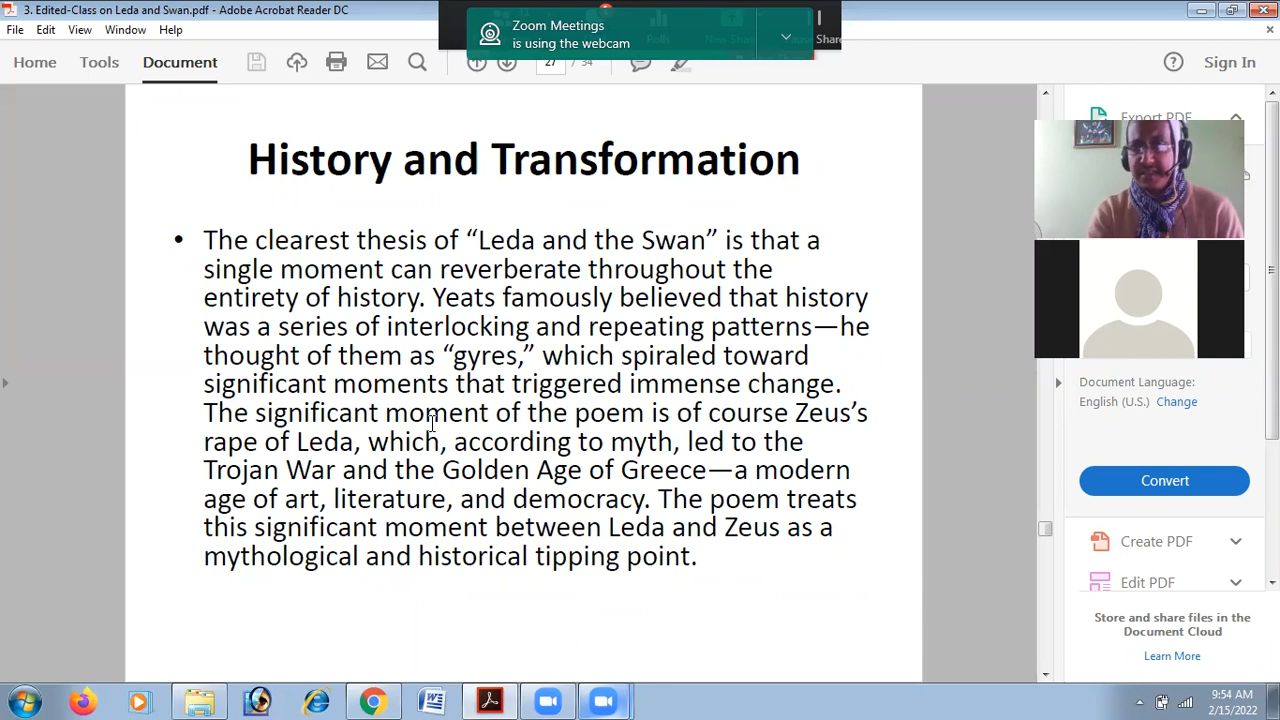 3. Edited-Class on Leda and Swan.pdf - Adobe Acrobat Reader DC
File Edit View Window Help
Zoom Meetings
is using the webcam
Home Tools Document
27 / 34
Sign In
Export PDF
History and Transformation
• The clearest thesis of “Leda and the Swan” is that a
single moment can reverberate throughout the
entirety of history. Yeats famously believed that history
was a series of interlocking and repeating patterns—he
thought of them as “gyres,” which spiraled toward
significant moments that triggered immense change.
The significant moment of the poem is of course Zeus’s
rape of Leda, which, according to myth, led to the
Trojan War and the Golden Age of Greece—a modern
age of art, literature, and democracy. The poem treats
this significant moment between Leda and Zeus as a
mythological and historical tipping point.
Document Language:
English (U.S.) Change
Convert
Create PDF
Edit PDF
Store and share files in the
Document Cloud
Learn More
9:54 AM
2/15/2022